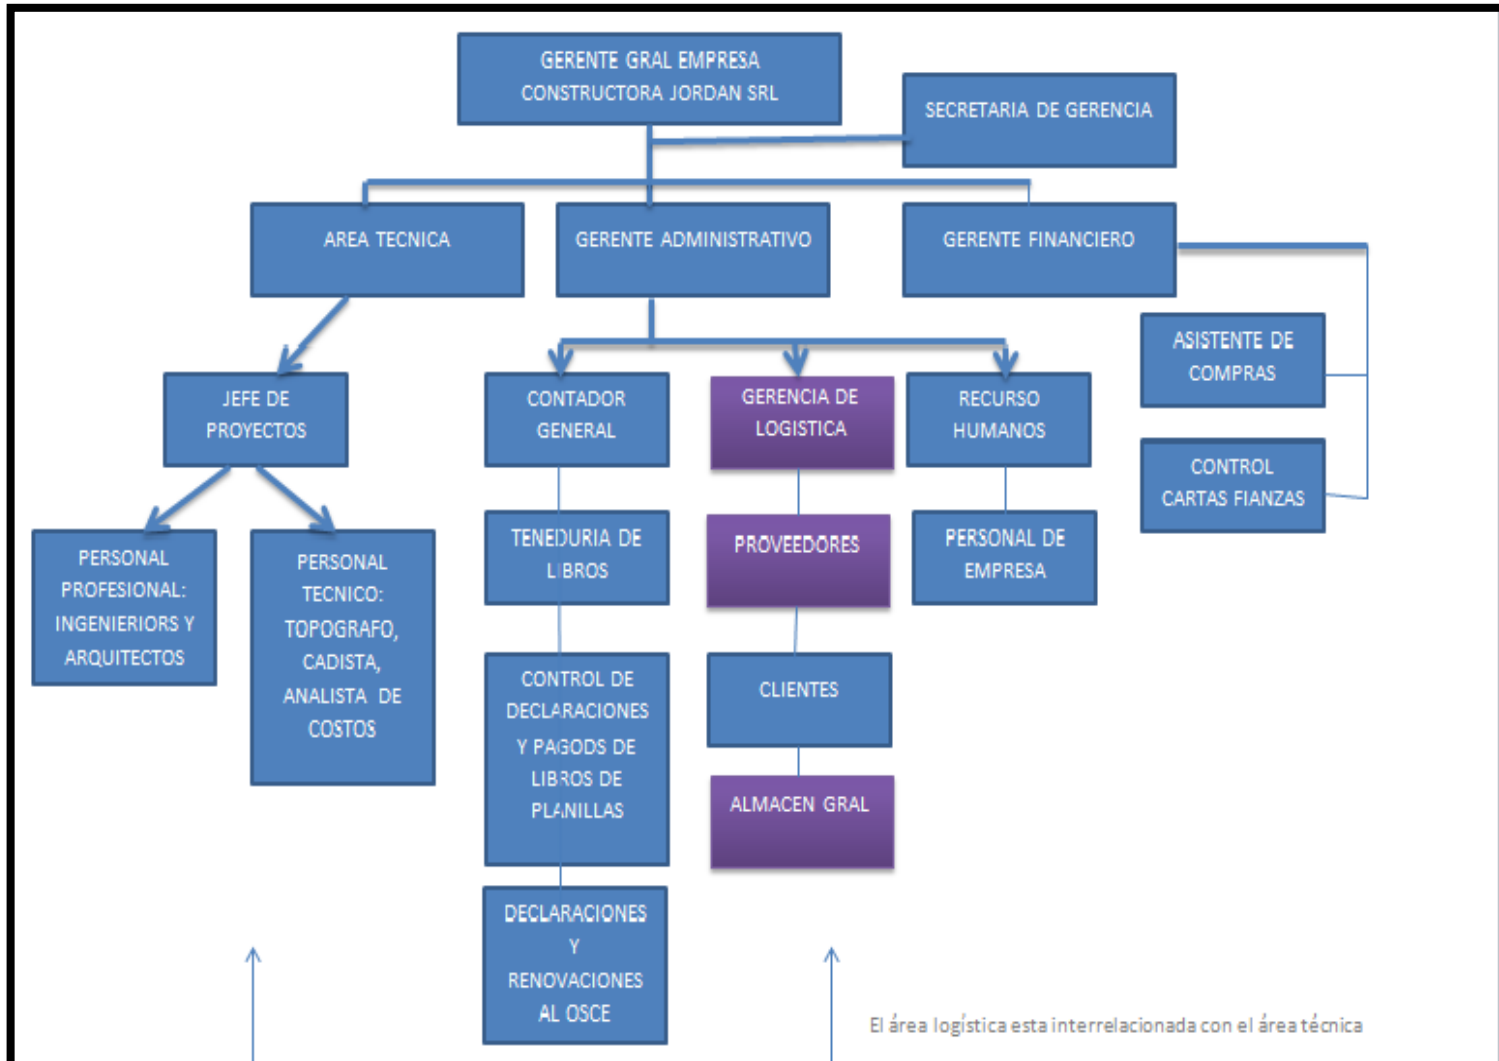 GERENTE GRAL EMPRESA
CONSTRUCTORA JORDAN SRL
SECRETARIA DE GERENCIA
AREA TECNICA
GERENTE ADMINISTRATIVO
GERENTE FINANCIERO
ASISTENTE DE
COMPRAS
CONTROL
CARTAS FIANZAS
JEFE DE
PROYECTOS
CONTADOR
GENERAL
GERENCIA DE
LOGISTICA
RECURSO
HUMANOS
PERSONAL
PROFESIONAL:
INGENIERIORS Y
ARQUITECTOS
PERSONAL
TECNICO:
TOPOGRAFO,
CADISTA,
ANALISTA DE
COSTOS
TENEDURIA DE
LIBROS
PROVEEDORES
PERSONAL DE
EMPRESA
CONTROL DE
DECLARACIONES
Y PAGODS DE
LIBROS DE
PLANILLAS
CLIENTES
ALMACEN GRAL
DECLARACIONES
Y
RENOVACIONES
AL OSCE
El área logística esta interrelacionada con el área técnica